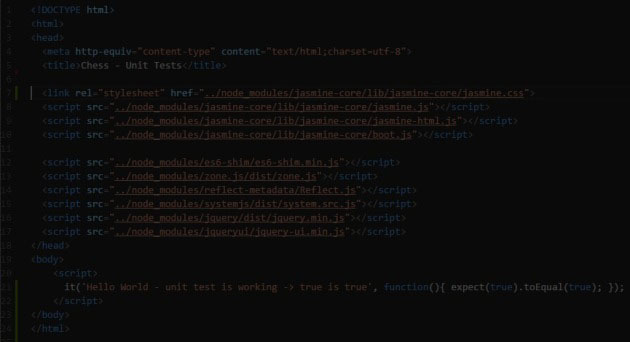 1 <!DOCTYPE html>
2 <html>
3 <head>
4 <meta http-equiv="content-type" content="text/html;charset=utf-8">
5 <title>Chess - Unit Tests</title>
6
7 <link rel="stylesheet" href="../node_modules/jasmine-core/lib/jasmine-core/jasmine.css">
8 <script src="../node_modules/jasmine-core/lib/jasmine-core/jasmine.js"></script>
9 <script src="../node_modules/jasmine-core/lib/jasmine-core/jasmine-html.js"></script>
10 <script src="../node_modules/jasmine-core/lib/jasmine-core/boot.js"></script>
11
12 <script src="../node_modules/es6-shim/es6-shim.min.js"></script>
13 <script src="../node_modules/zone.js/dist/zone.js"></script>
14 <script src="../node_modules/reflect-metadata/Reflect.js"></script>
15 <script src="../node_modules/systemjs/dist/system.src.js"></script>
16 <script src="../node_modules/jquery/dist/jquery.min.js"></script>
17 <script src="../node_modules/jqueryui/jquery-ui.min.js"></script>
18 </head>
19 <body>
20 <script>
21 it('Hello World - unit test is working -> true is true', function(){ expect(true).toEqual(true); });
22 </script>
23 </body>
24 </html>